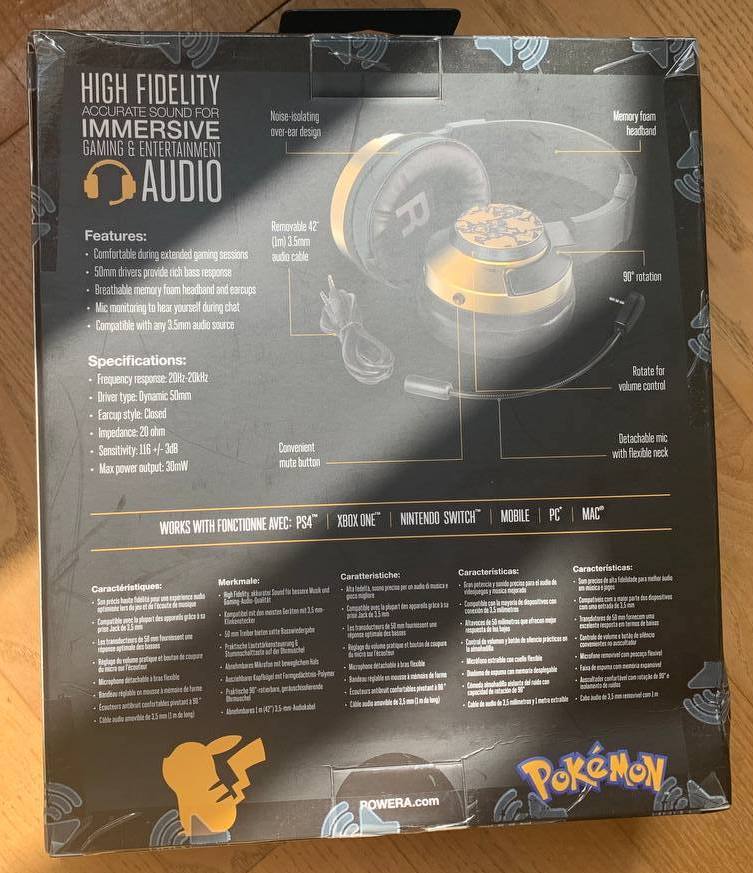 HIGH FIDELITY
ACCURATE SOUND FOR
IMMERSIVE
GAMING & ENTERTAINMENT
AUDIO
Noise-isolating
over-ear design
Memory foam
headband
Removable 42"
(1m) 3.5mm
audio cable
90° rotation
Rotate for
volume control
Convenient
mute button
Detachable mic
with flexible neck
R
Features:
• Comfortable during extended gaming sessions
• 50mm drivers provide rich bass response
• Breathable memory foam headband and earcups
• Mic monitoring to hear yourself during chat
• Compatible with any 3.5mm audio source
Specifications:
• Frequency response: 20Hz-20kHz
• Driver type: Dynamic 50mm
• Earcup style: Closed
• Impedance: 20 ohm
• Sensitivity: 116 +/- 3dB
• Max power output: 30mW
WORKS WITH FONCTIONNE AVEC: PS4™ | XBOX ONE™ | NINTENDO SWITCH™ | MOBILE | PC* | MAC®
Caractéristiques:
• Son précis haute fidélité pour une expérience audio
optimisée lors de jeu et de l'écoute de musique
• Compatible avec la plupart des appareils grâce à sa
prise Jack de 3,5 mm
• Les transducteurs de 50 mm fournissent une
réponse optimale des basses
• Réglage du volume pratique et bouton de coupure
du micro sur l'écouteur
• Microphone détachable à bras flexible
• Bandeau réglable en mousse à mémoire de forme
• Écouteurs antibruit confortables pivotant à 90°
• Câble audio amovible de 3,5 mm (1 m de long)
Merkmale:
• High Fidelity, akkurater Sound für bessere Musik und
Gaming-Audio-Qualität
• Kompatibel mit den meisten Geräten mit 3,5 mm
Klinkenstecker
• 50 mm Treiber bieten satte Basswiedergabe
• Praktische Lautstärkensteuerung &
Stummschalttaste auf der Ohrmuschel
• Abnehmbares Mikrofon mit beweglichem Hals
• Ausziehbarer Kopfbügel mit Formgedächtnis-Polymer
• Praktische 90°-rotierbare, geräuschisolierende
Ohrmuschel
• Abnehmbares 1 m (42") 3,5-mm-Audiokabel
Caratteristiche:
• Alta fedeltà, suono preciso per un audio di musica e
gioco migliore
• Compatible avec la plupart des appareils grâce à sa
prise Jack de 3,5 mm
• Les transducteurs de 50 mm fournissent une
réponse optimale des basses
• Réglage du volume pratique et bouton de coupure
du micro sur l'écouteur
• Microphone détachable à bras flexible
• Bandeau réglable en mousse à mémoire de forme
• Écouteurs antibruit confortables pivotant à 90°
• Câble audio amovible de 3,5 mm (1 m de long)
Características:
• Gran potencia y sonido preciso para el audio de
videojuegos y música mejorado
• Compatible con la mayoría de dispositivos con
conexión de 3,5 milímetros
• Altavoces de 50 milímetros que ofrecen mejor
respuesta de los bajos
• Control de volumen y botón de silencio prácticos en
la almohadilla
• Micrófono extraíble con cuello flexible
• Diadema de espuma con memoria desplegable
• Cómoda almohadilla aislante del ruido con
capacidad de rotación de 90°
• Cable de audio de 3,5 milímetros y 1 metro extraíble
Características:
• Som preciso de alta fidelidade para melhor audio
em música e jogos
• Compatíveis com a maior parte dos dispositivos
com uma entrada de 3,5 mm
• Transdutores de 50 mm fornecem uma
excelente resposta em termos de baixos
• Controlo de volume e botão de silêncio
convenientes no auscultador
• Microfone removível com pescoço flexível
• Faixa de espuma com memória expansível
• Auscultador confortável com rotação de 90° e
isolamento de ruídos
• Cabo áudio de 3,5 mm removível com 1 m
POWERA.com
POKÉMON